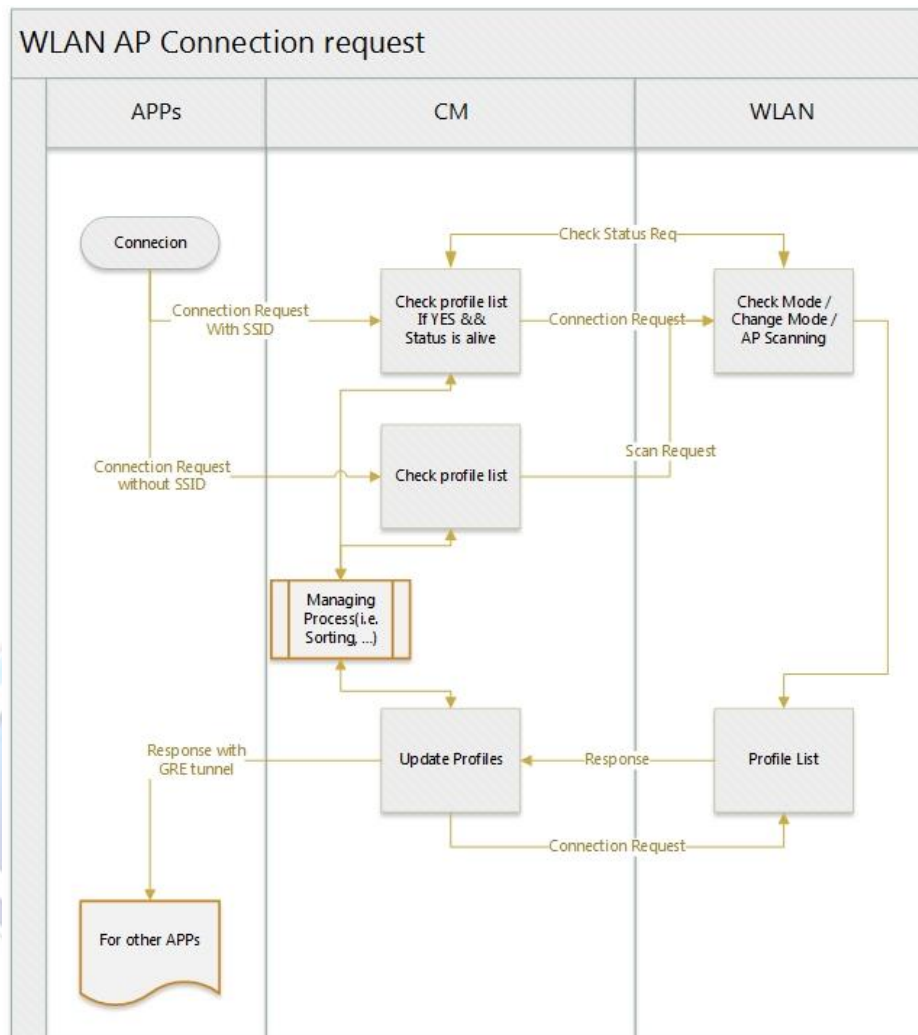 WLAN AP Connection request
APPs
CM
WLAN
Connecion
Check Status Req
Connection Request
With SSID
Check profile list
If YES &&
Status is alive
Connection Request
Check Mode /
Change Mode /
AP Scanning
Connection Request
without SSID
Check profile list
Scan Request
Managing
Process(i.e.
Sorting, ...)
Response with
GRE tunnel
Update Profiles
Response
Profile List
Connection Request
For other APPs